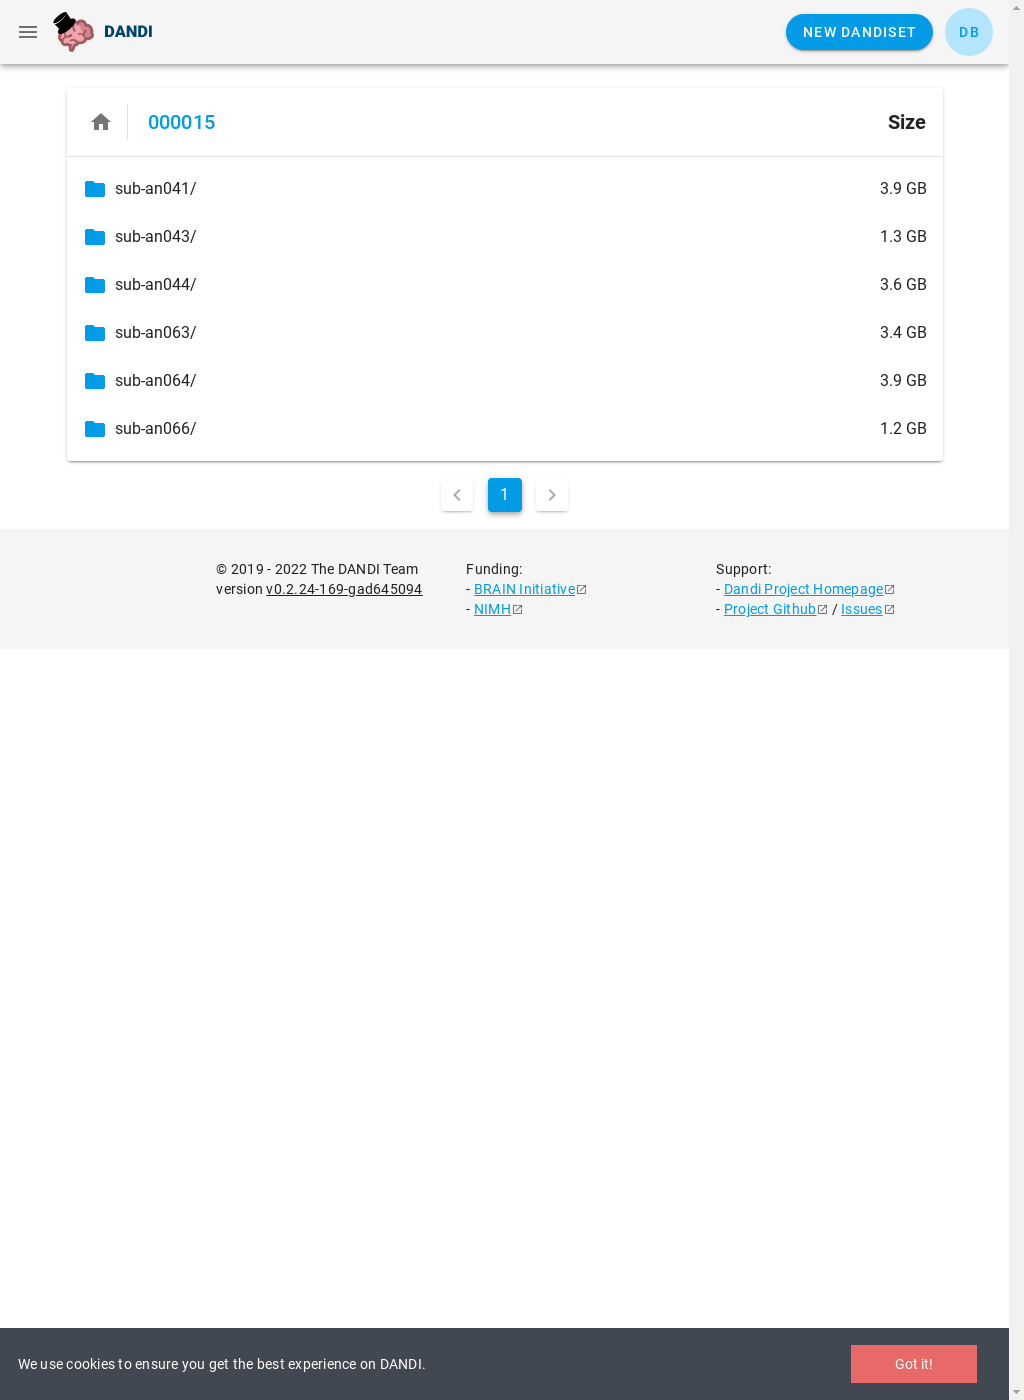 DANDI
NEW DANDISET
DB
000015
Size
sub-an041/
3.9 GB
sub-an043/
1.3 GB
sub-an044/
3.6 GB
sub-an063/
3.4 GB
sub-an064/
3.9 GB
sub-an066/
1.2 GB
1
© 2019 - 2022 The DANDI Team
version v0.2.24-169-gad645094
Funding:
- BRAIN Initiative
- NIMH
Support:
- Dandi Project Homepage
- Project Github / Issues
We use cookies to ensure you get the best experience on DANDI.
Got it!